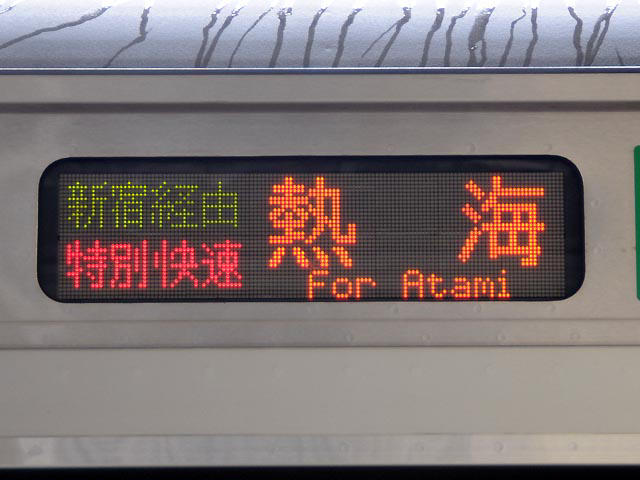 新宿経由
特別快速
熱海
For Atami